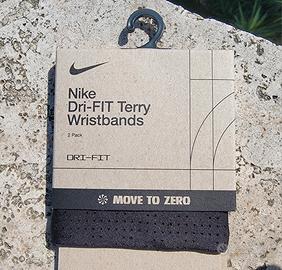 Nike
Dri-FIT Terry
Wristbands
2 Pack
DRI-FIT
MOVE TO ZERO